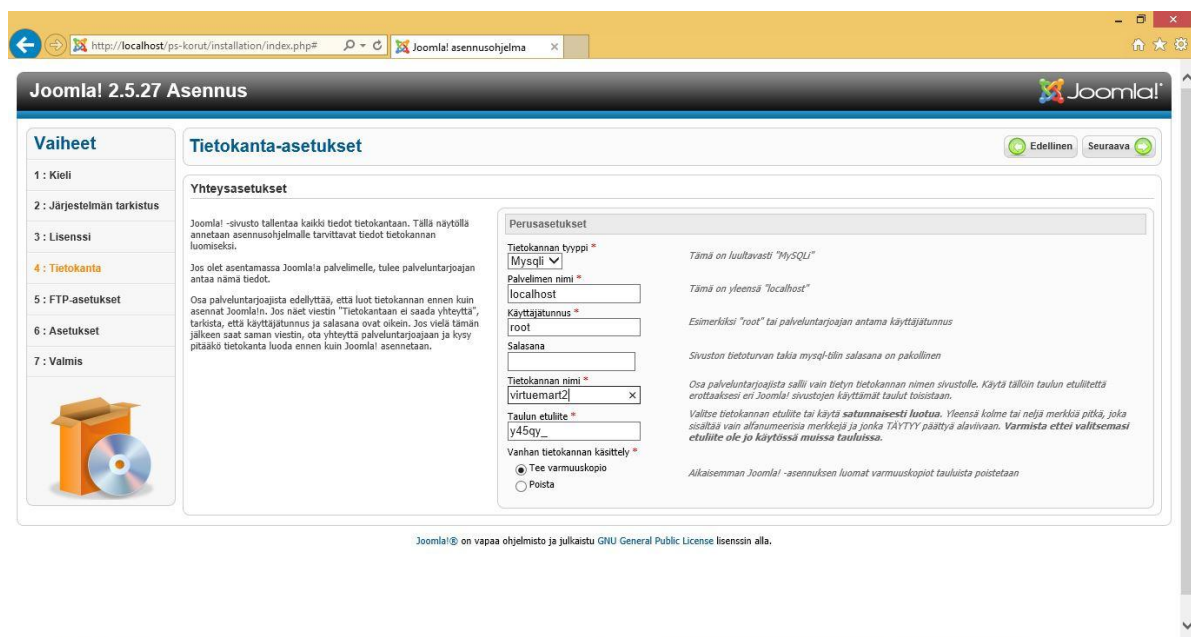 http://localhost/ps-korut/installation/index.php#
Joomla! asennusohjelma
Joomla! 2.5.27 Asennus
Joomla!
Vaiheet
1 : Kieli
2 : Järjestelmän tarkistus
3 : Lisenssi
4 : Tietokanta
5 : FTP-asetukset
6 : Asetukset
7 : Valmis
Tietokanta-asetukset
Edellinen
Seuraava
Yhteysasetukset
Joomla! -sivusto tallentaa kaikki tiedot tietokantaan. Tällä näytöllä
annetaan asennusohjelmalle tarvittavat tiedot tietokannan
luomiseksi.
Jos olet asentamassa Joomla!a palvelimelle, tulee palveluntarjoajan
antaa nämä tiedot.
Osa palveluntarjoajista edellyttää, että luot tietokannan ennen kuin
asennat Joomla!n. Jos näet viestin "Tietokantaan ei saada yhteyttä",
tarkista, että käyttäjätunnus ja salasana ovat oikein. Jos vielä tämän
jälkeen saat saman viestin, ota yhteyttä palveluntarjoajaan ja kysy
pitääkö tietokanta luoda ennen kuin Joomla! asennetaan.
Perusasetukset
Tietokannan tyyppi *
Mysqli
Tämä on luultavasti "MySQLi"
Palvelimen nimi *
localhost
Tämä on yleensä "localhost"
Käyttäjätunnus *
root
Esimerkiksi "root" tai palveluntarjoajan antama käyttäjätunnus
Salasana
Sivuston tietoturvan takia mysql-tilin salasana on pakollinen
Tietokannan nimi *
virtuemart2
Osa palveluntarjoajista sallii vain tietyn tietokannan nimen sivustolle. Käytä tällöin taulun etuliitettä
erottaaksesi eri Joomla! sivustojen käyttämät taulut toisistaan.
Taulun etuliite *
y45qy_
Valitse tietokannan etuliite tai käytä satunnaisesti luotua. Yleensä kolme tai neljä merkkiä pitkä, joka
sisältää vain alfanumeerisia merkkejä ja jonka TÄYTYY päättyä alaviivaan. Varmista ettei valitsemasi
etuliite ole jo käytössä muissa tauluissa.
Vanhan tietokannan käsittely *
Tee varmuuskopio
Poista
Aikaisemman Joomla! -asennuksen luomat varmuuskopiot tauluista poistetaan
Joomla!® on vapaa ohjelmisto ja julkaistu GNU General Public License lisenssin alla.